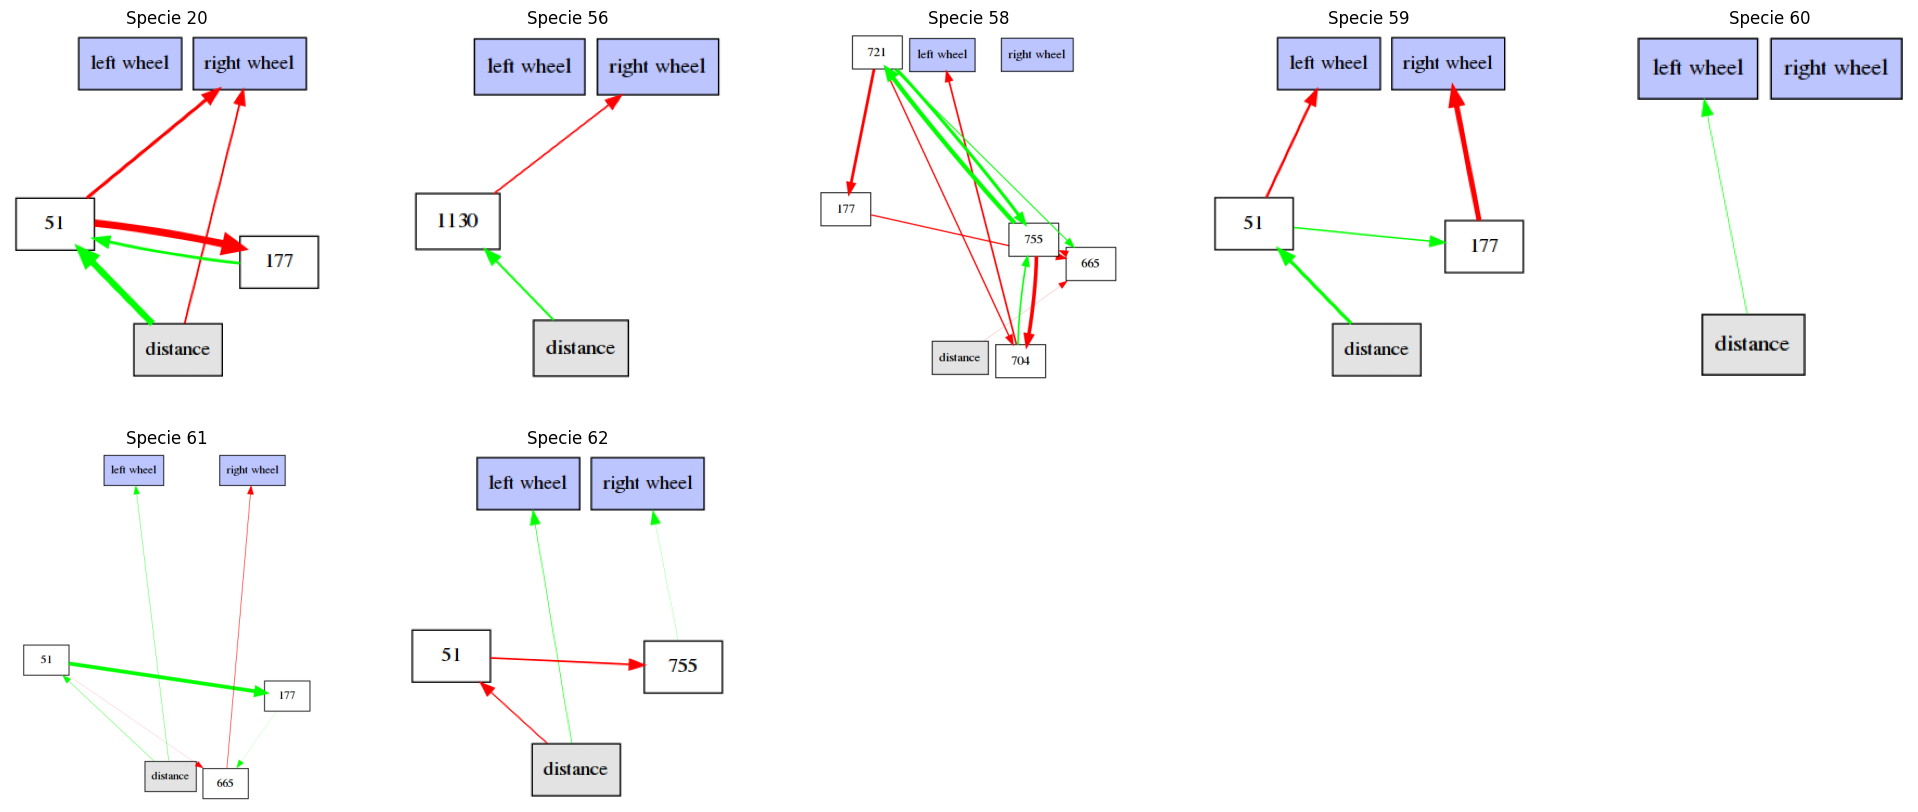 Specie 20
left wheel
right wheel
51
177
distance
Specie 56
left wheel
right wheel
1130
distance
Specie 58
721
left wheel
right wheel
177
755
665
distance
704
Specie 59
left wheel
right wheel
51
177
distance
Specie 60
left wheel
right wheel
distance
Specie 61
left wheel
right wheel
51
177
distance
665
Specie 62
left wheel
right wheel
51
755
distance